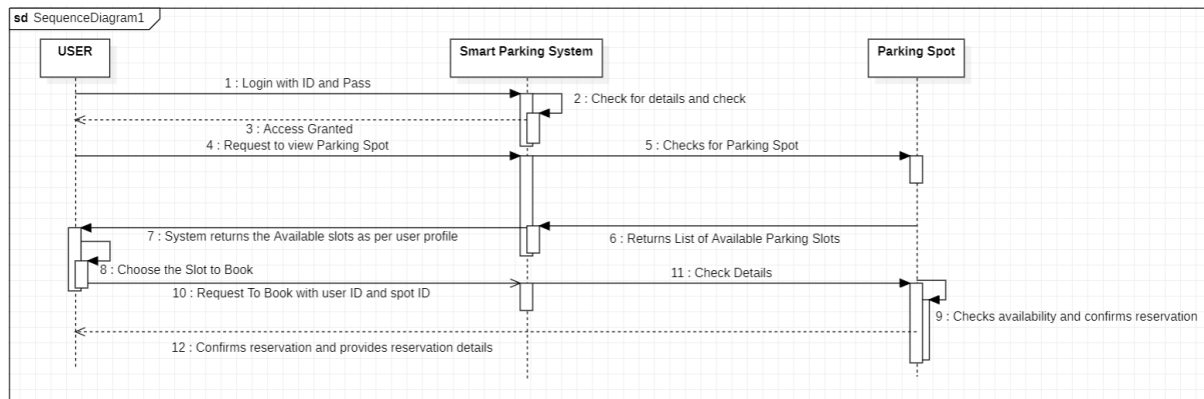 sd SequenceDiagram1
USER
Smart Parking System
Parking Spot
1 : Login with ID and Pass
2 : Check for details and check
3 : Access Granted
4 : Request to view Parking Spot
5 : Checks for Parking Spot
7 : System returns the Available slots as per user profile
6 : Returns List of Available Parking Slots
8 : Choose the Slot to Book
11 : Check Details
10 : Request To Book with user ID and spot ID
9 : Checks availability and confirms reservation
12 : Confirms reservation and provides reservation details